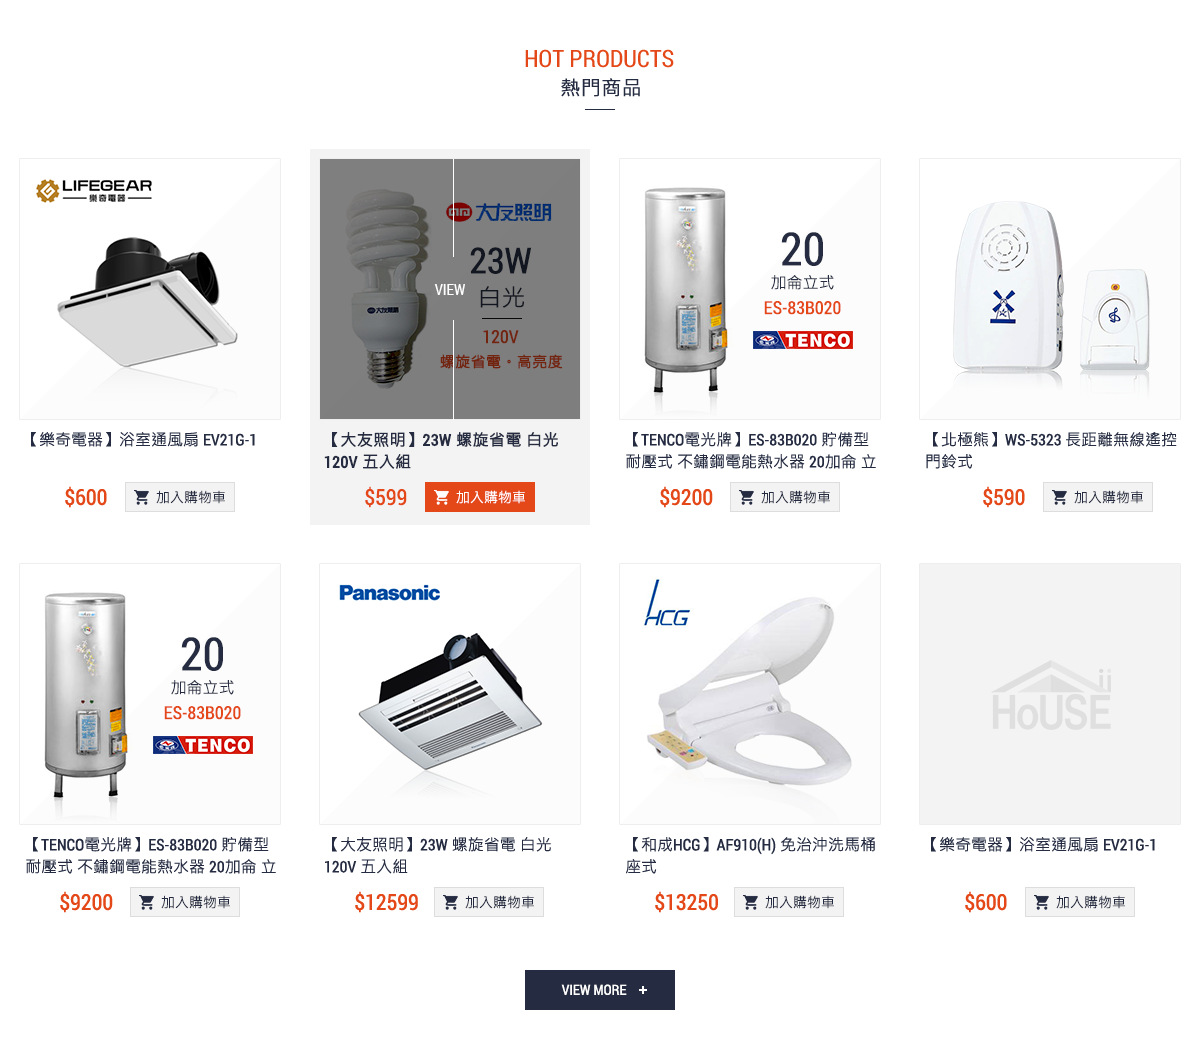 HOT PRODUCTS
熱門商品
LIFEGEAR
樂奇電器
大友照明
23W
VIEW
白光
大友照明
120V
螺旋省電・高亮度
20
加侖立式
ES-83B020
TENCO
【樂奇電器】浴室通風扇 EV21G-1
$600
加入購物車
【大友照明】23W 螺旋省電 白光
120V 五入組
$599
加入購物車
【TENCO電光牌】ES-83B020 貯備型
耐壓式 不鏽鋼電能熱水器 20加侖 立
$9200
加入購物車
【北極熊】WS-5323 長距離無線遙控
門鈴式
$590
加入購物車
20
加侖立式
ES-83B020
TENCO
Panasonic
HCG
HoUSE
【TENCO電光牌】ES-83B020 貯備型
耐壓式 不鏽鋼電能熱水器 20加侖 立
$9200
加入購物車
【大友照明】23W 螺旋省電 白光
120V 五入組
$12599
加入購物車
【和成HCG】AF910(H) 免治沖洗馬桶
座式
$13250
加入購物車
【樂奇電器】浴室通風扇 EV21G-1
$600
加入購物車
VIEW MORE +